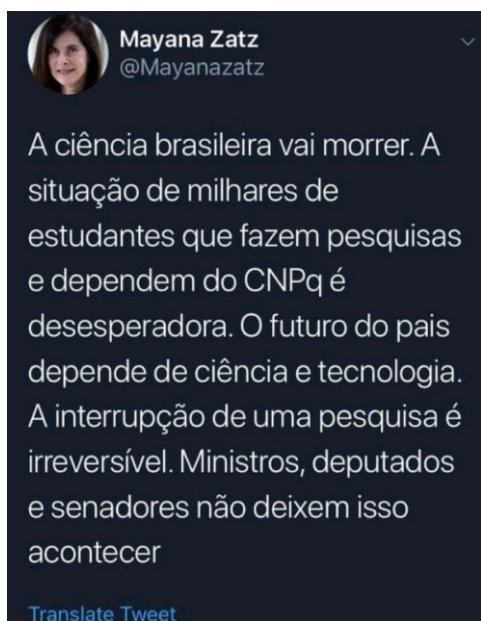 Mayana Zatz
@Mayanazatz
A ciência brasileira vai morrer. A
situação de milhares de
estudantes que fazem pesquisas
e dependem do CNPq é
desesperadora. O futuro do pais
depende de ciência e tecnologia.
A interrupção de uma pesquisa é
irreversível. Ministros, deputados
e senadores não deixem isso
acontecer
Translate Tweet